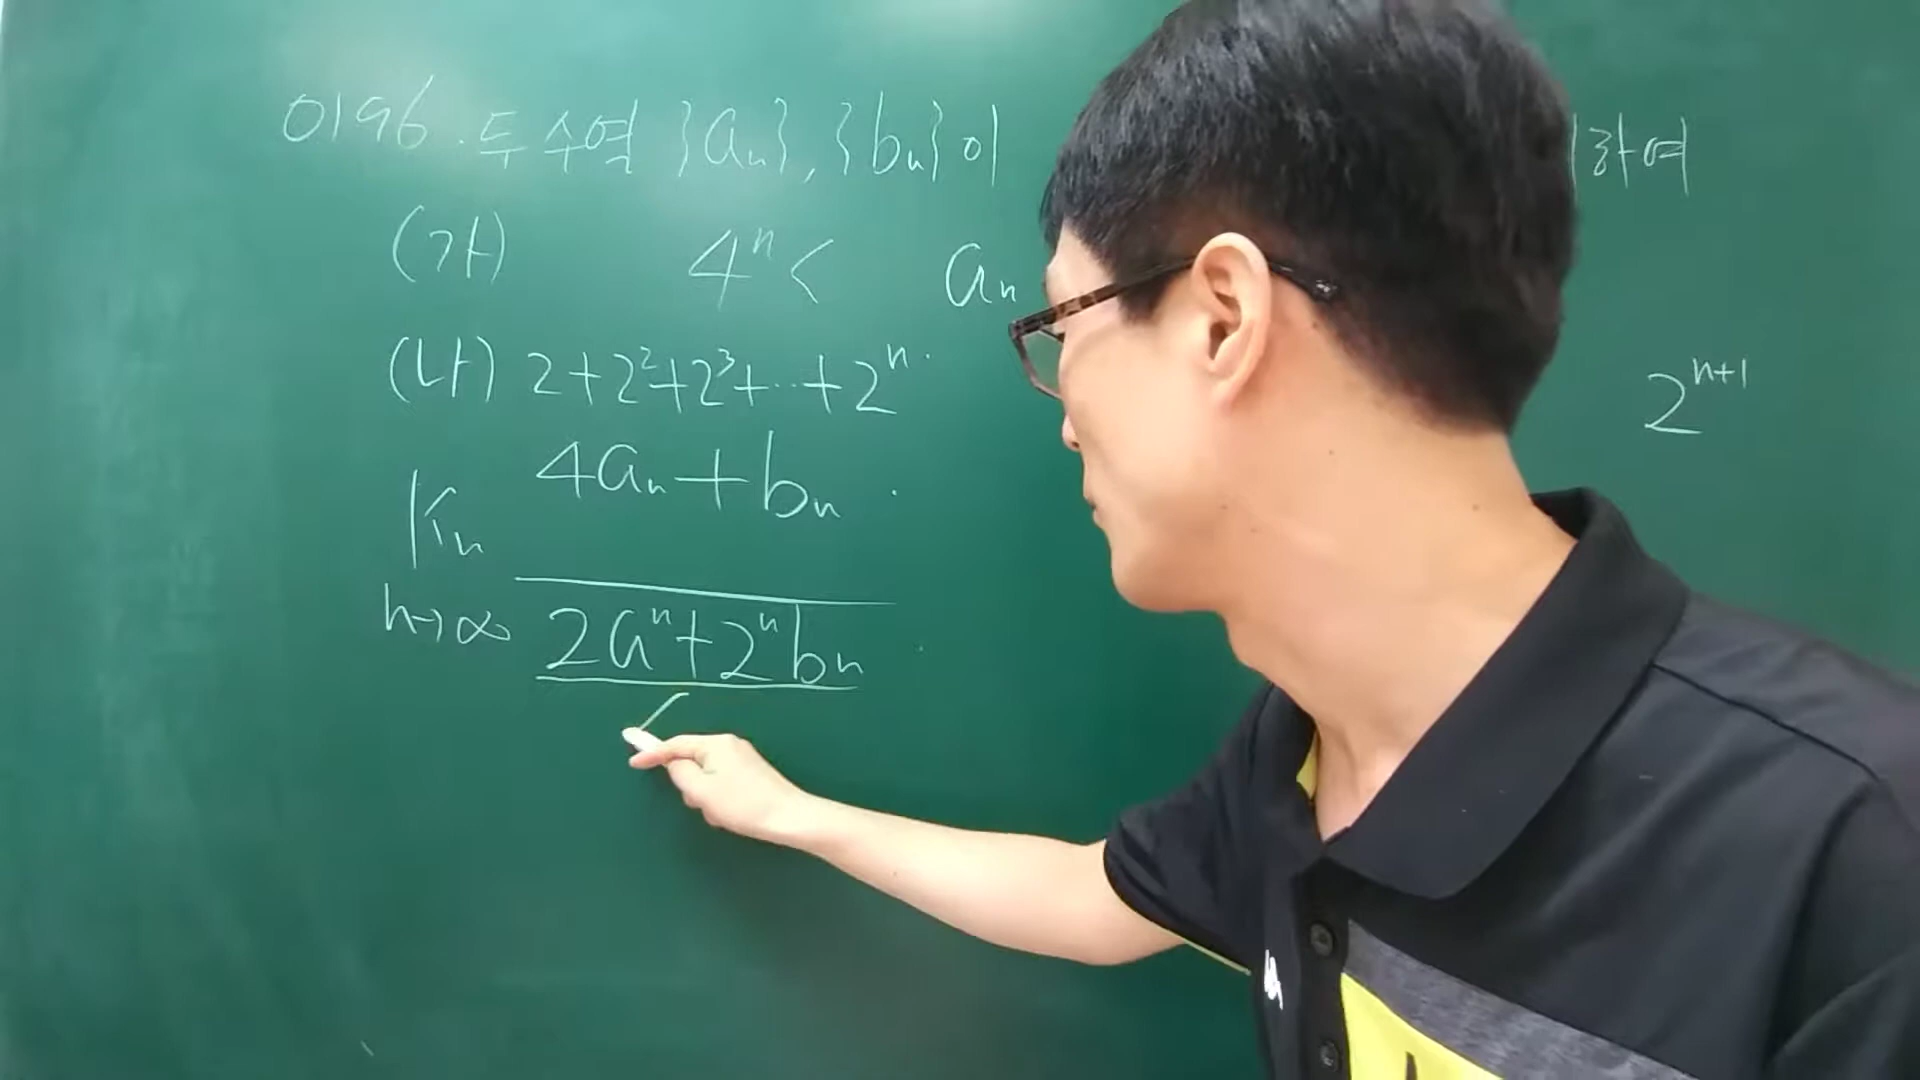 0196. 두 수열 {aₙ}, {bₙ}이 하여
(가) 4ⁿ < aₙ
(나) 2+2²+2³+…+2ⁿ 2ⁿ⁺¹
4aₙ+bₙ
n→∞ 2aⁿ+2ⁿbₙ